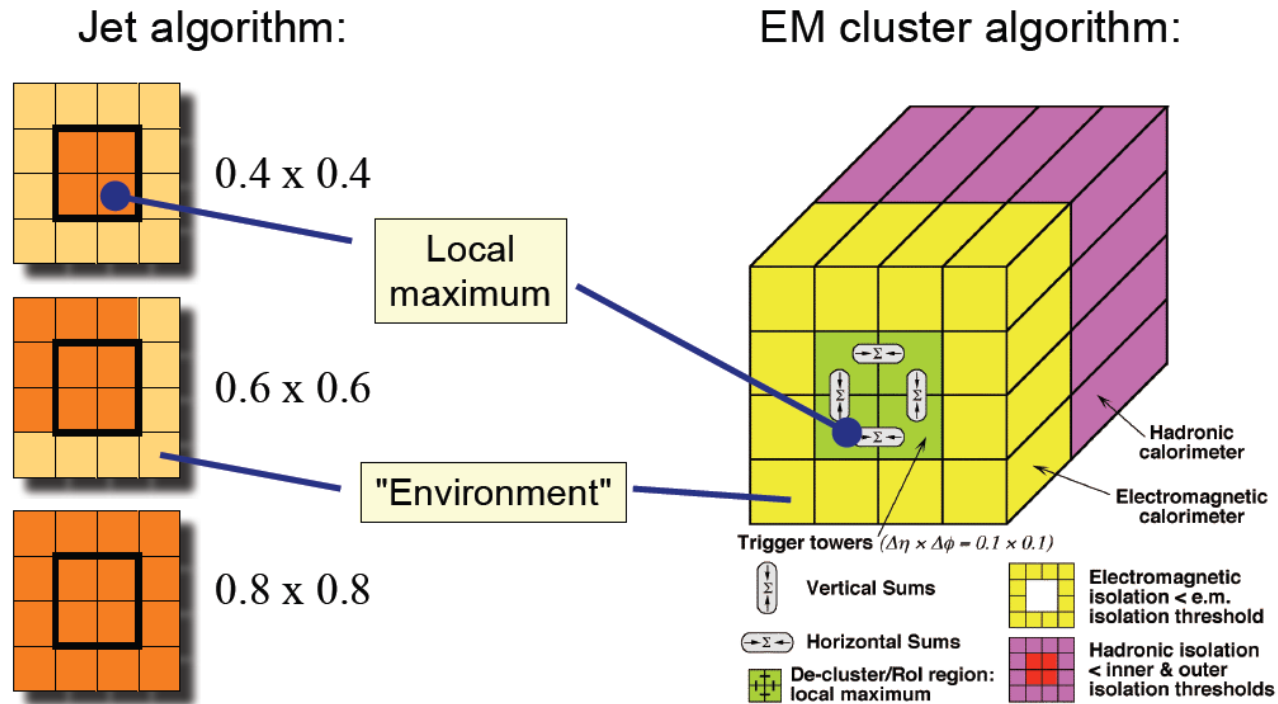 Jet algorithm:
EM cluster algorithm:
0.4 x 0.4
Local
maximum
0.6 x 0.6
"Environment"
0.8 x 0.8
Σ
Σ
Σ
Σ
Hadronic
calorimeter
Electromagnetic
calorimeter
Trigger towers (Δη × Δϕ = 0.1 × 0.1)
Σ
Vertical Sums
Σ
Horizontal Sums
De-cluster/RoI region:
local maximum
Electromagnetic
isolation < e.m.
isolation threshold
Hadronic isolation
< inner & outer
isolation thresholds